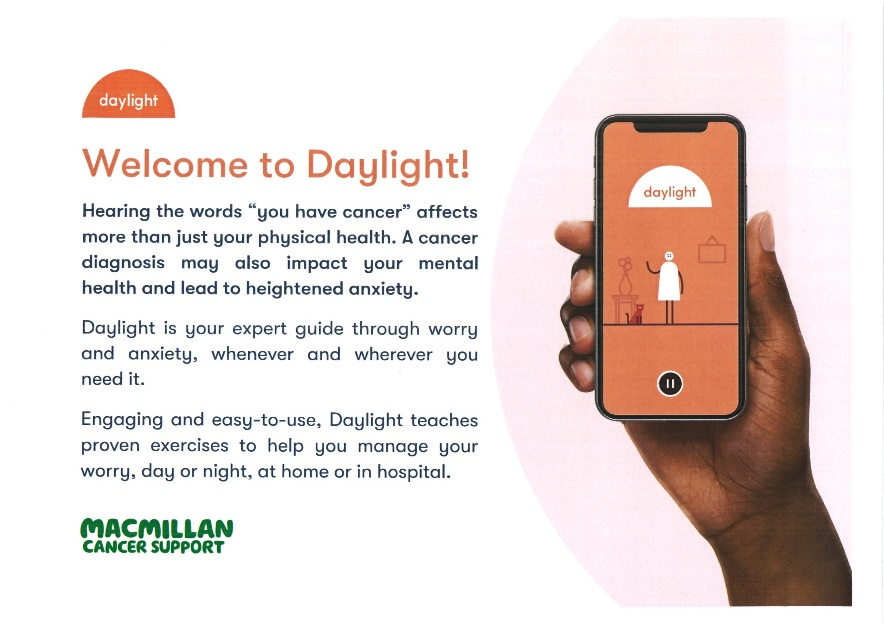 daylight
Welcome to Daylight!
Hearing the words “you have cancer” affects
more than just your physical health. A cancer
diagnosis may also impact your mental
health and lead to heightened anxiety.
Daylight is your expert guide through worry
and anxiety, whenever and wherever you
need it.
Engaging and easy-to-use, Daylight teaches
proven exercises to help you manage your
worry, day or night, at home or in hospital.
MACMILLAN
CANCER SUPPORT
daylight